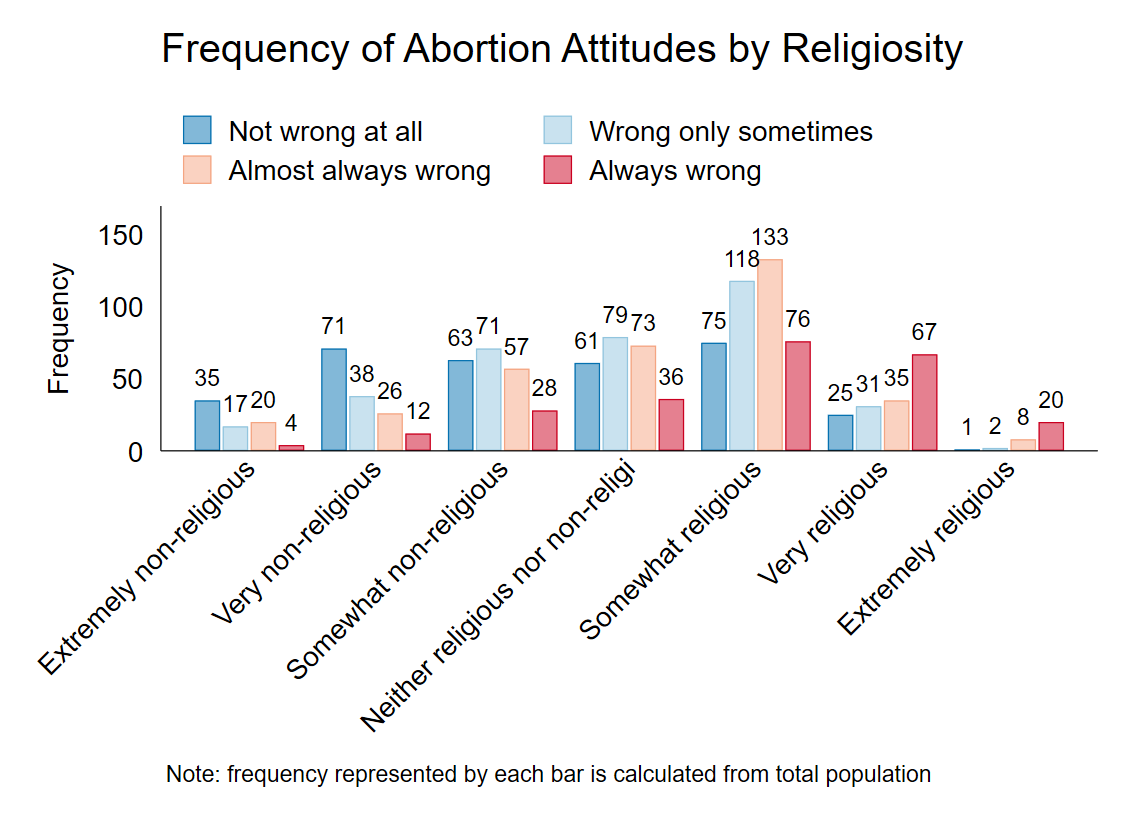 Frequency of Abortion Attitudes by Religiosity
Not wrong at all
Wrong only sometimes
Almost always wrong
Always wrong
Frequency
150
100
50
0
35
17
20
4
71
38
26
12
63
71
57
28
61
79
73
36
75
118
133
76
25
31
35
67
1
2
8
20
Extremely non-religious
Very non-religious
Somewhat non-religious
Neither religious nor non-religi
Somewhat religious
Very religious
Extremely religious
Note: frequency represented by each bar is calculated from total population